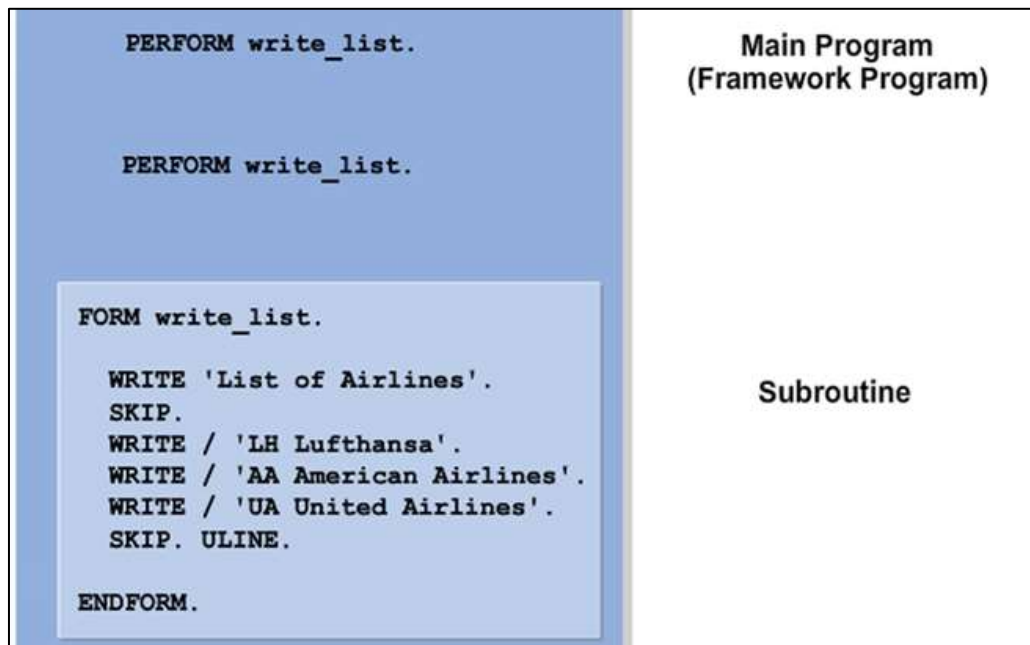 PERFORM write_list.
Main Program
(Framework Program)
PERFORM write_list.
FORM write_list.
WRITE 'List of Airlines'.
SKIP.
WRITE / 'LH Lufthansa'.
WRITE / 'AA American Airlines'.
WRITE / 'UA United Airlines'.
SKIP. ULINE.
ENDFORM.
Subroutine